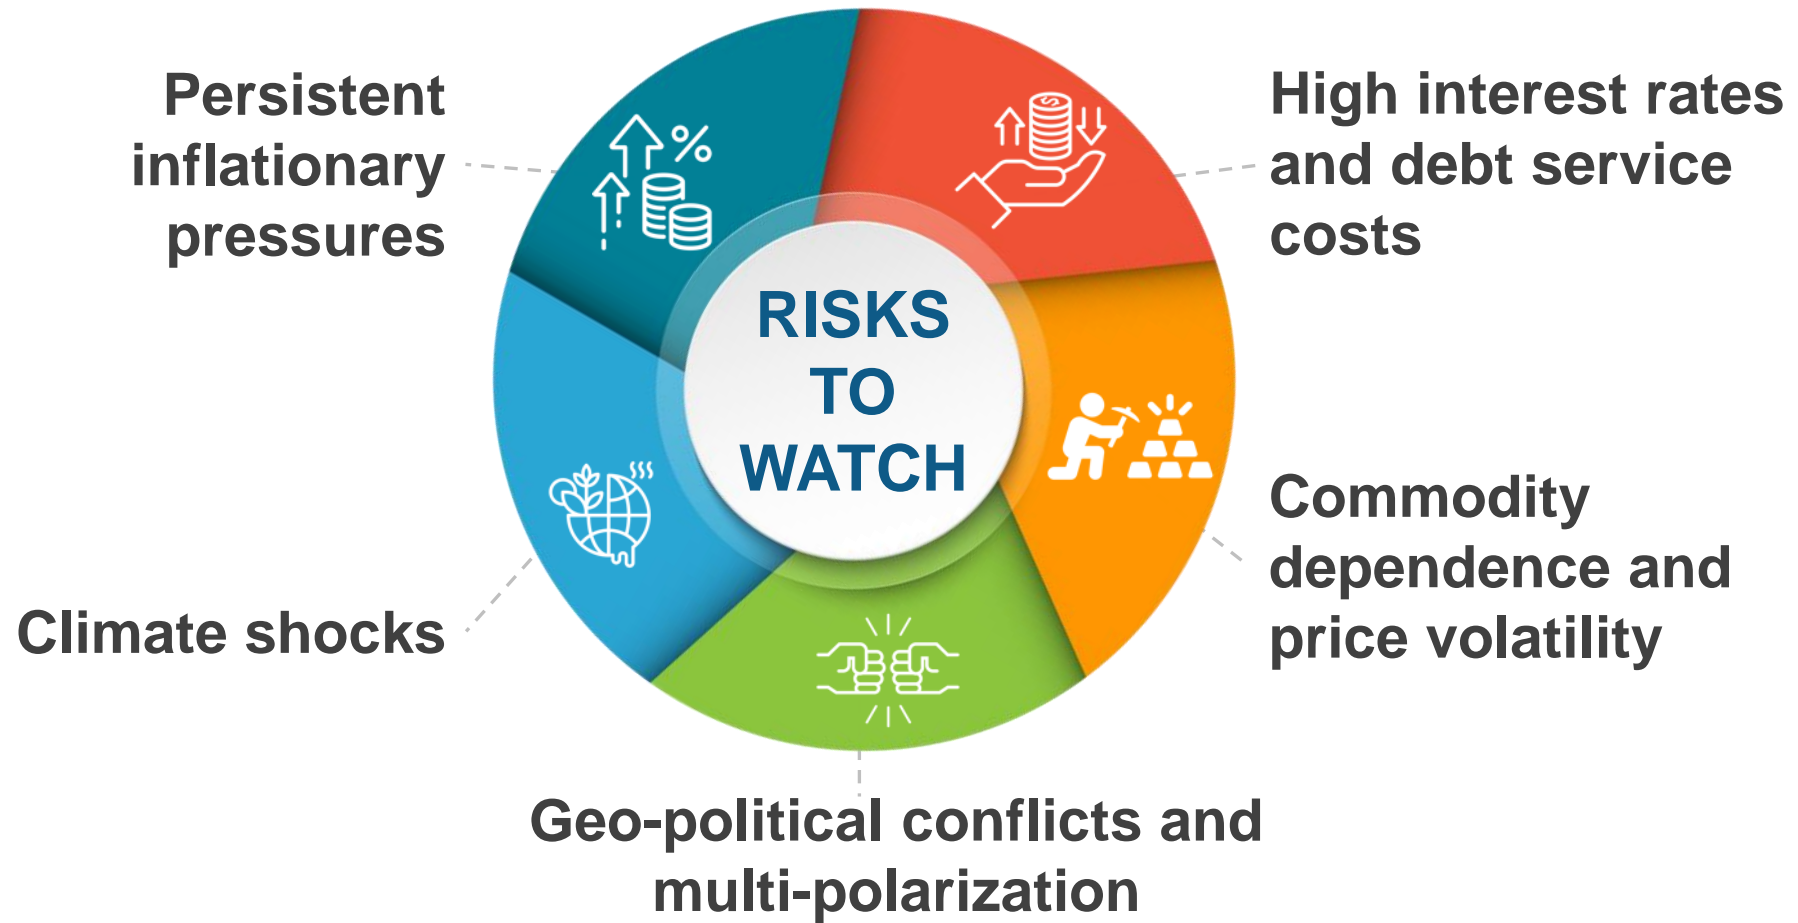 Persistent
inflationary
pressures
High interest rates
and debt service
costs
RISKS
TO
WATCH
%
$
Commodity
dependence and
price volatility
Climate shocks
Geo-political conflicts and
multi-polarization